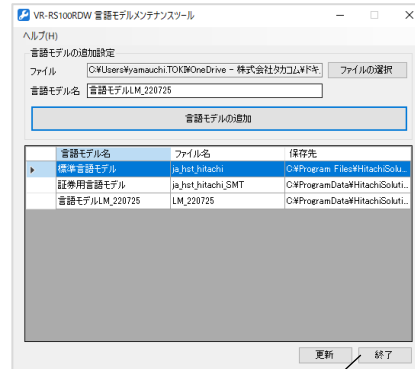 VR-RS100RDW 言語モデルメンテナンスツール
ヘルプ(H)
言語モデルの追加設定
ファイル C:¥Users¥yamauchi.TOKI¥OneDrive - 株式会社タカコム¥ドキ ファイルの選択
言語モデル名 言語モデルLM_220725
言語モデルの追加
言語モデル名 ファイル名 保存先
標準言語モデル ja_hst_hitachi C:¥Program Files¥HitachiSolu...
証券用言語モデル ja_hst_hitachi_SMT C:¥ProgramData¥HitachiSoluti...
言語モデルLM_220725 LM_220725 C:¥ProgramData¥HitachiSoluti...
更新 終了